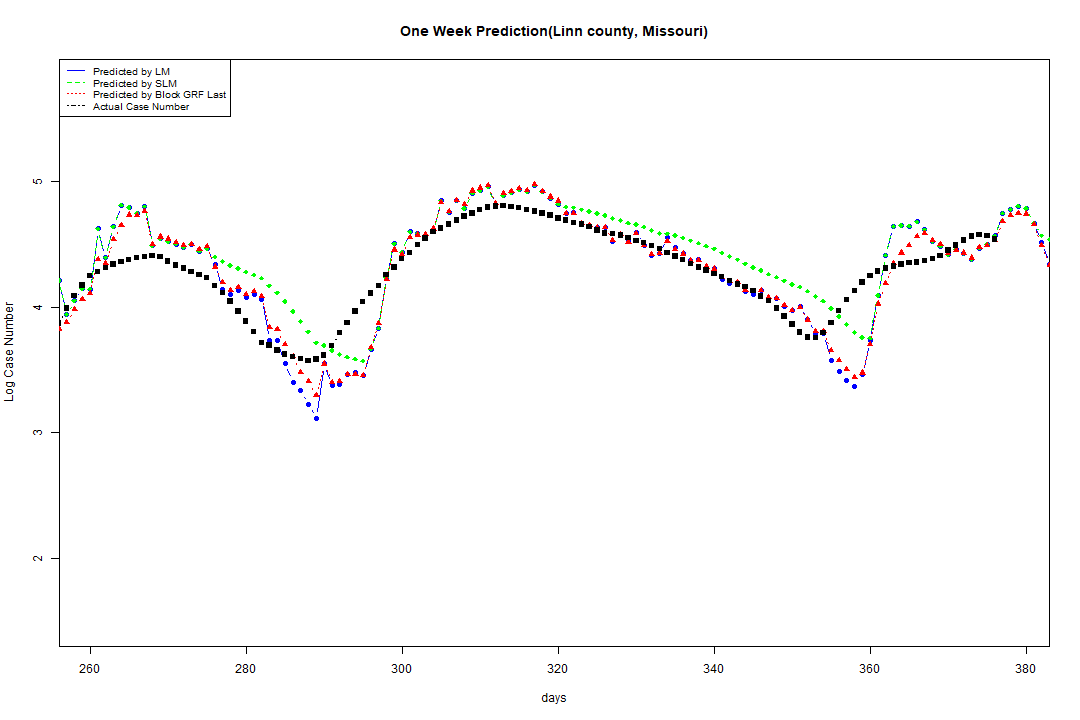 One Week Prediction(Linn county, Missouri)
Predicted by LM
Predicted by SLM
Predicted by Block GRF Last
Actual Case Number
5
4
3
2
Log Case Number
260 280 300 320 340 360 380
days